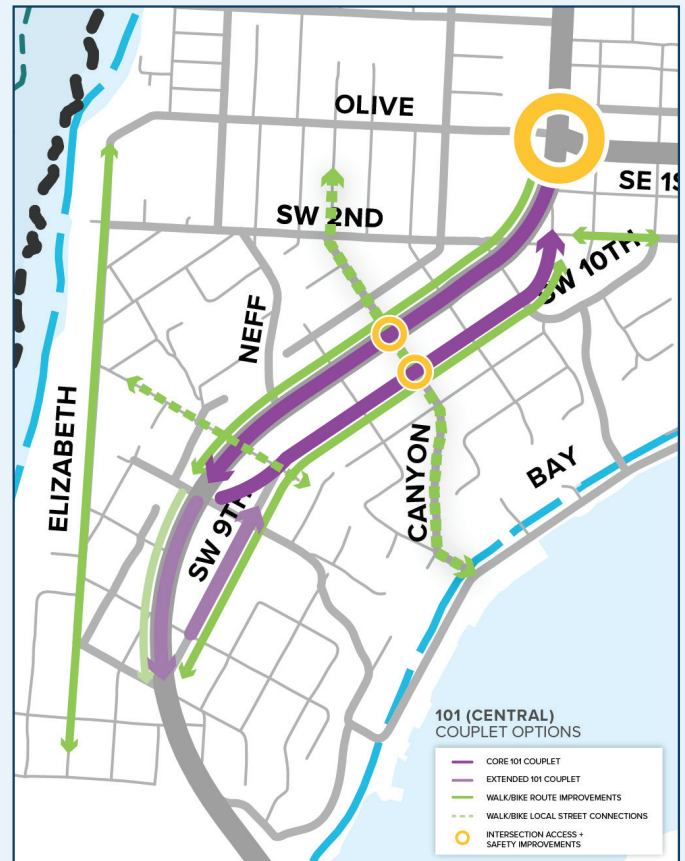 OLIVE
SE 1S
SW 2ND
SW 10TH
NEFF
ELIZABETH
CANYON
BAY
SW 9TH
101 (CENTRAL)
COUPLET OPTIONS
CORE 101 COUPLET
EXTENDED 101 COUPLET
WALK/BIKE ROUTE IMPROVEMENTS
WALK/BIKE LOCAL STREET CONNECTIONS
INTERSECTION ACCESS +
SAFETY IMPROVEMENTS